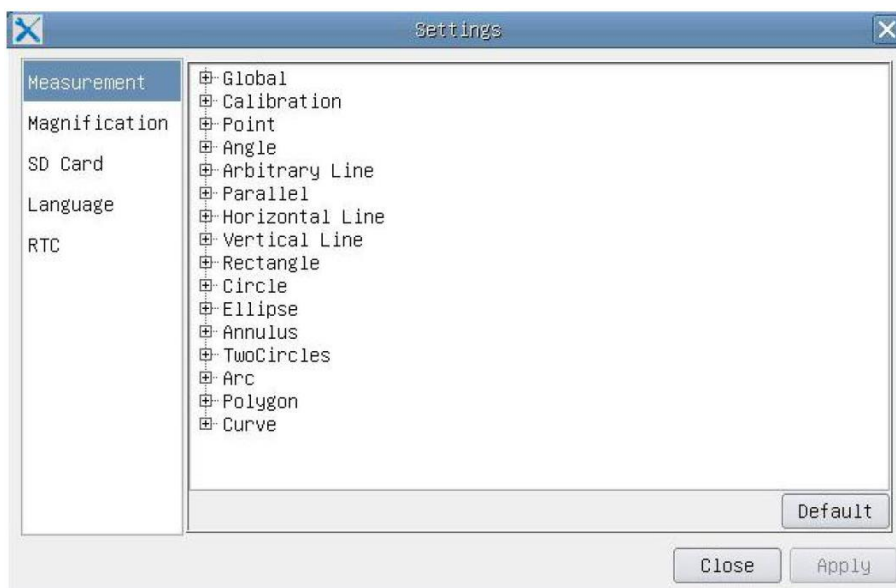 Settings
Measurement
Magnification
SD Card
Language
RTC
Global
Calibration
Point
Angle
Arbitrary Line
Parallel
Horizontal Line
Vertical Line
Rectangle
Circle
Ellipse
Annulus
TwoCircles
Arc
Polygon
Curve
Default
Close
Apply